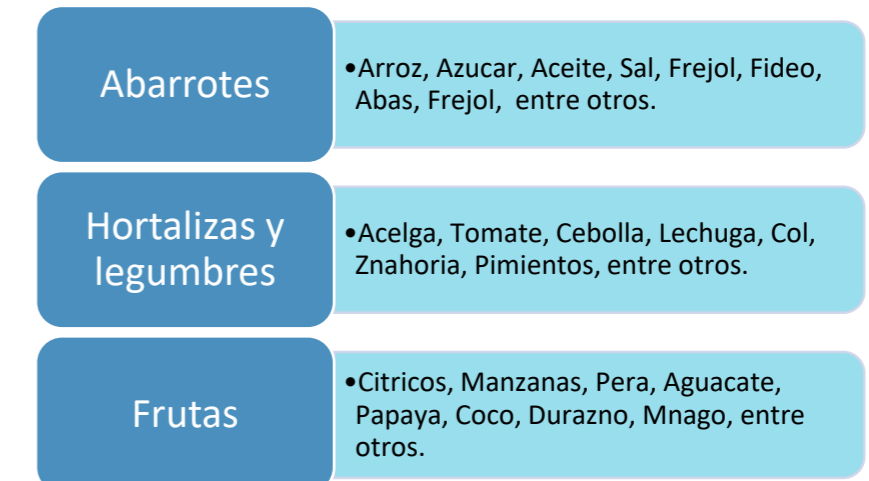 Abarrotes
•Arroz, Azucar, Aceite, Sal, Frejol, Fideo,
Abas, Frejol, entre otros.
Hortalizas y
legumbres
•Acelga, Tomate, Cebolla, Lechuga, Col,
Znahoria, Pimientos, entre otros.
Frutas
•Citricos, Manzanas, Pera, Aguacate,
Papaya, Coco, Durazno, Mnago, entre
otros.